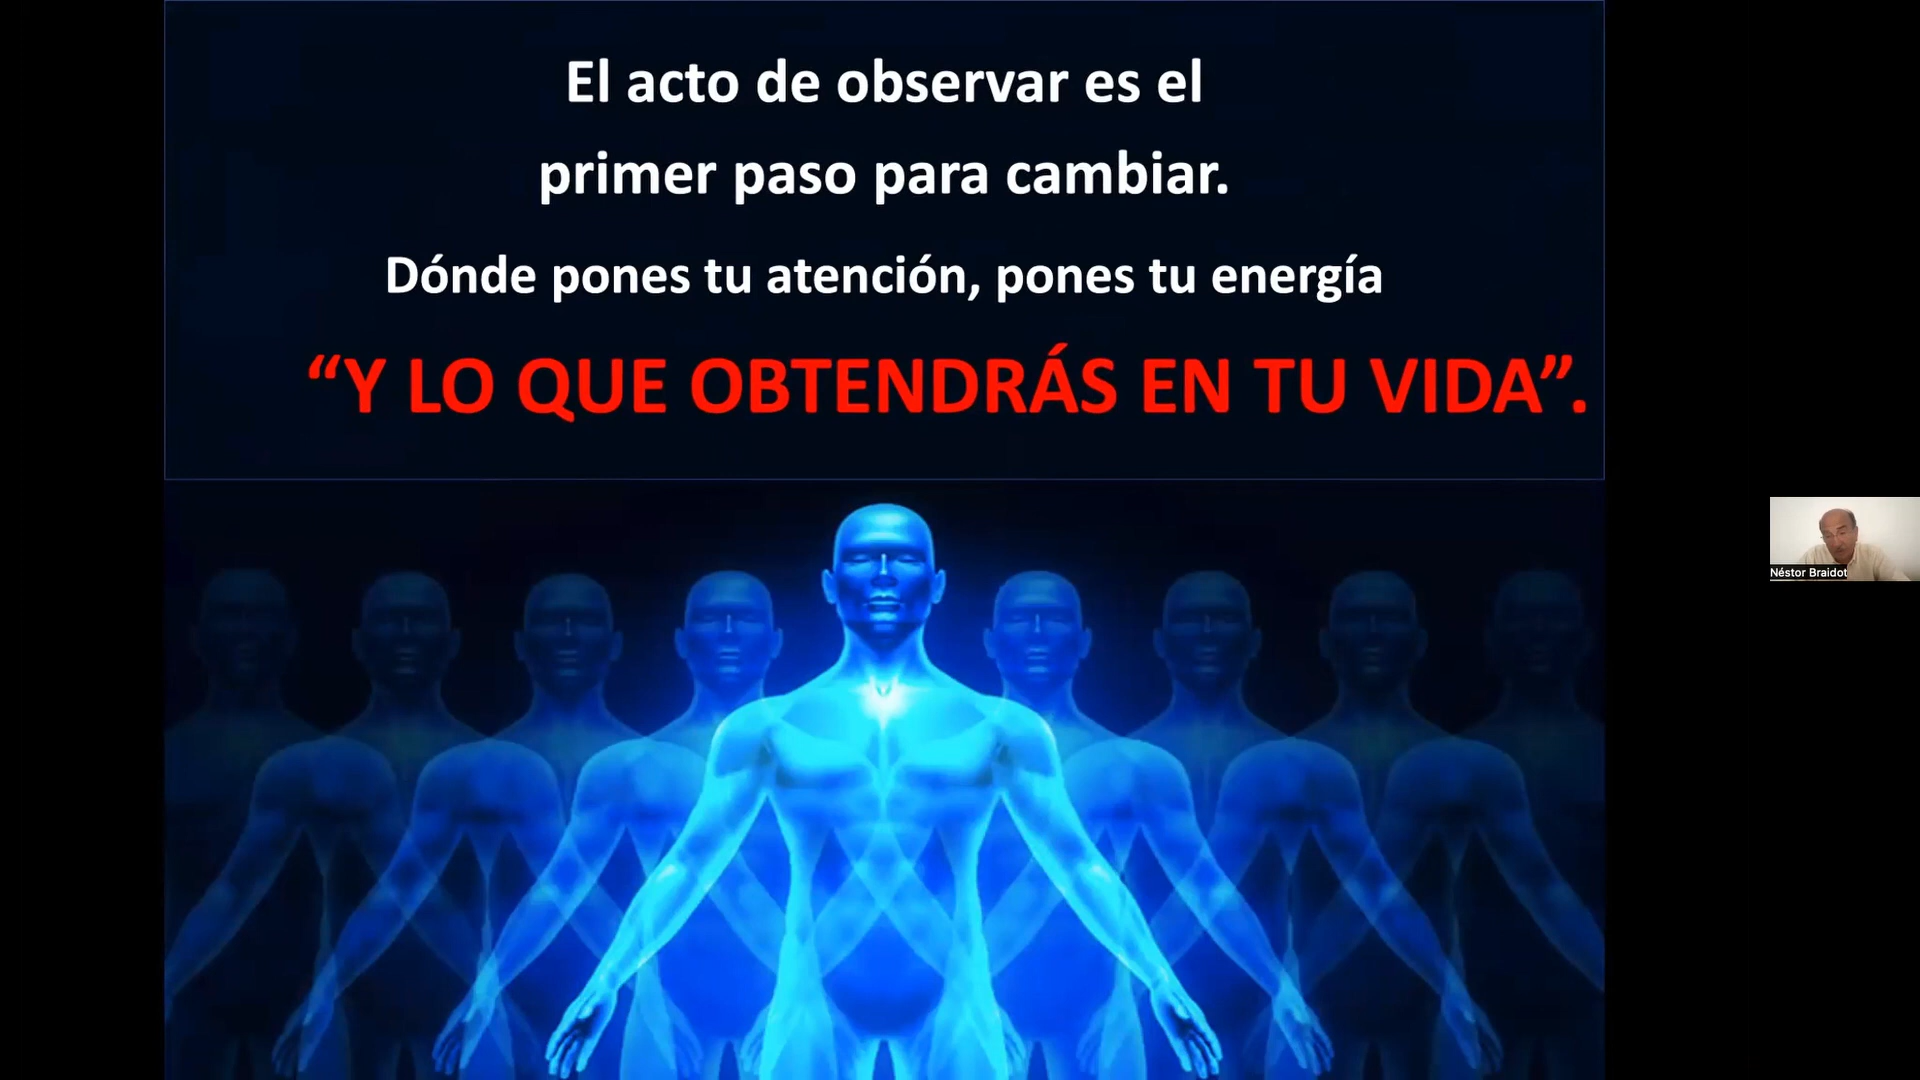 El acto de observar es el
primer paso para cambiar.
Dónde pones tu atención, pones tu energía
“Y LO QUE OBTENDRÁS EN TU VIDA”.
Néstor Braidot